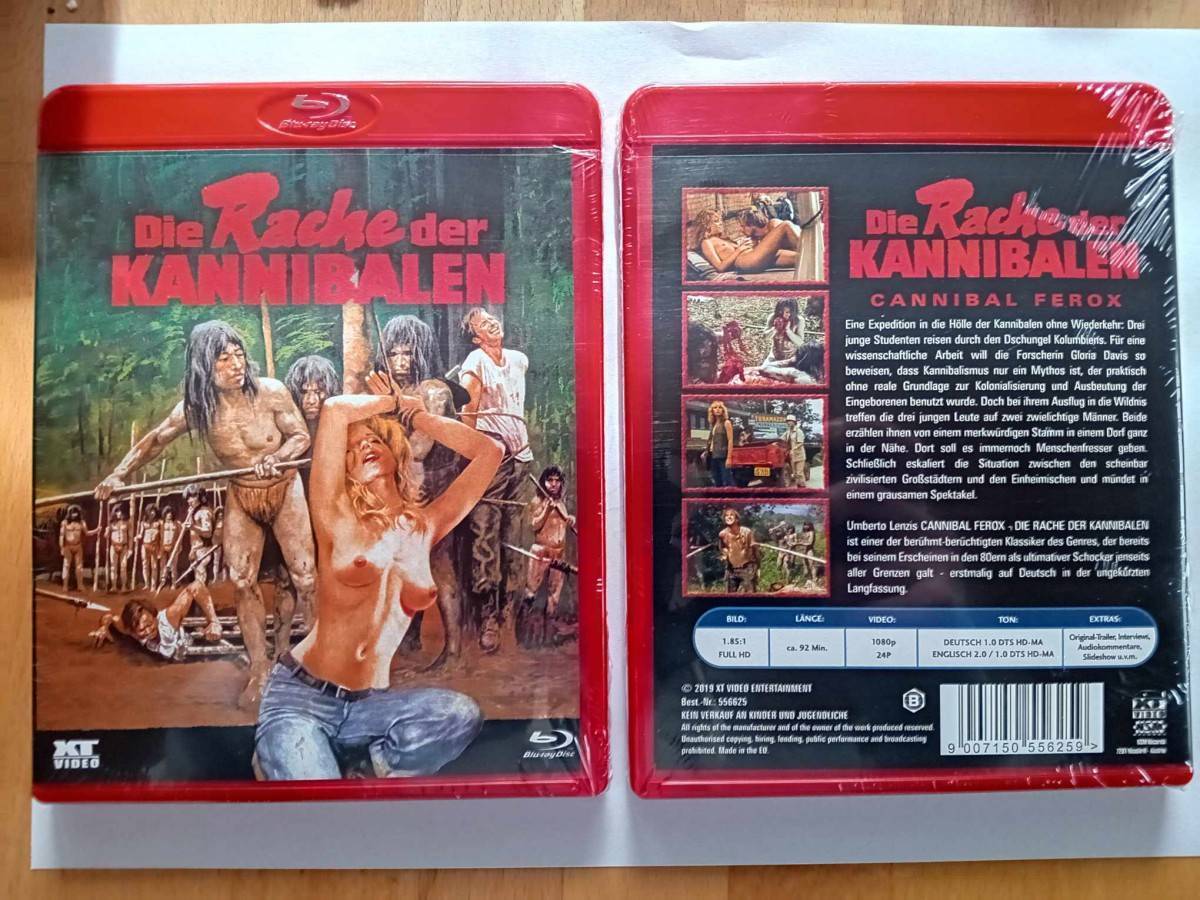 Blu-ray Disc
Die Rache der
KANNIBALEN
XT
VIDEO
Blu-ray Disc
Die Rache der
KANNIBALEN
CANNIBAL FEROX
Eine Expedition in die Hölle der Kannibalen ohne Wiederkehr: Drei
junge Studenten reisen durch den Dschungel Kolumbiens. Für eine
wissenschaftliche Arbeit will die Forscherin Gloria Davis so
beweisen, dass Kannibalismus nur ein Mythos ist, der praktisch
ohne reale Grundlage zur Kolonialisierung und Ausbeutung der
Eingeborenen benutzt wurde. Doch bei ihrem Ausflug in die Wildnis
treffen die drei jungen Leute auf zwei zwielichtige Männer. Beide
erzählen ihnen von einem merkwürdigen Stamm in einem Dorf ganz
in der Nähe. Dort soll es immernoch Menschenfresser geben.
Schließlich eskaliert die Situation zwischen den scheinbar
zivilisierten Großstädtern und den Einheimischen und mündet in
einem grausamen Spektakel.
Umberto Lenzis CANNIBAL FEROX - DIE RACHE DER KANNIBALEN
ist einer der berühmt-berüchtigten Klassiker des Genres, der bereits
bei seinem Erscheinen in den 80ern als ultimativer Schocker jenseits
aller Grenzen galt - erstmalig auf Deutsch in der ungekürzten
Langfassung.
BILD: LÄNGE: VIDEO: TON: EXTRAS:
1.85:1
FULL HD
ca. 92 Min.
1080p
24P
DEUTSCH 1.0 DTS HD-MA
ENGLISCH 2.0 / 1.0 DTS HD-MA
Original-Trailer, Interviews,
Audiokommentare,
Slideshow u.v.m.
© 2019 XT VIDEO ENTERTAINMENT
Best.-Nr.: 556625
KEIN VERKAUF AN KINDER UND JUGENDLICHE
All rights of the manufacturer and of the owner of the work produced reserved.
Unauthorised copying, hiring, lending, public performance and broadcasting
prohibited. Made in the EU.
B
9 007150 556259 >
XT
VIDEO